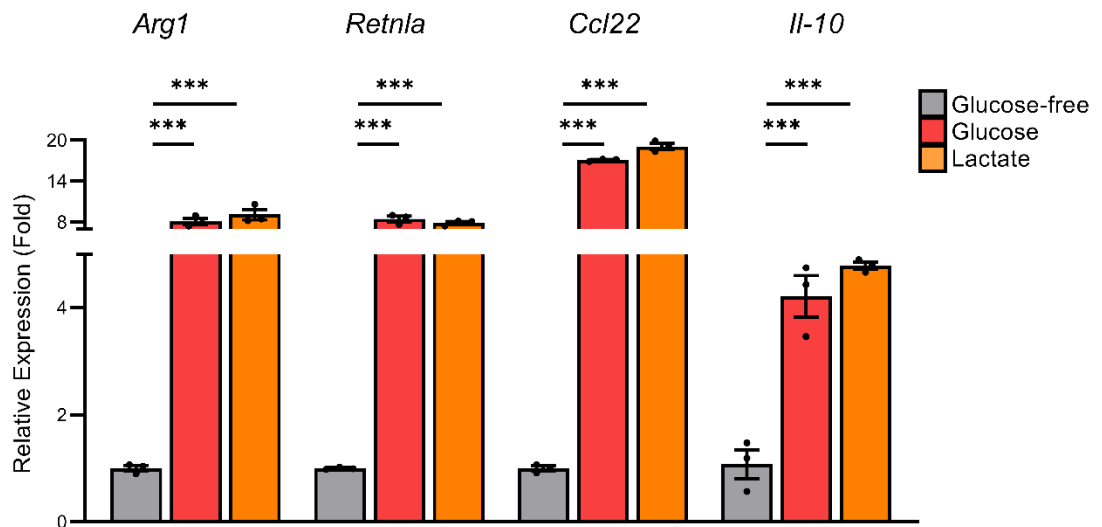 Arg1 Retnla Ccl22 Il-10
*** *** *** ***
*** *** *** ***
Glucose-free
Glucose
Lactate
Relative Expression (Fold)
20
14
8
4
2
0